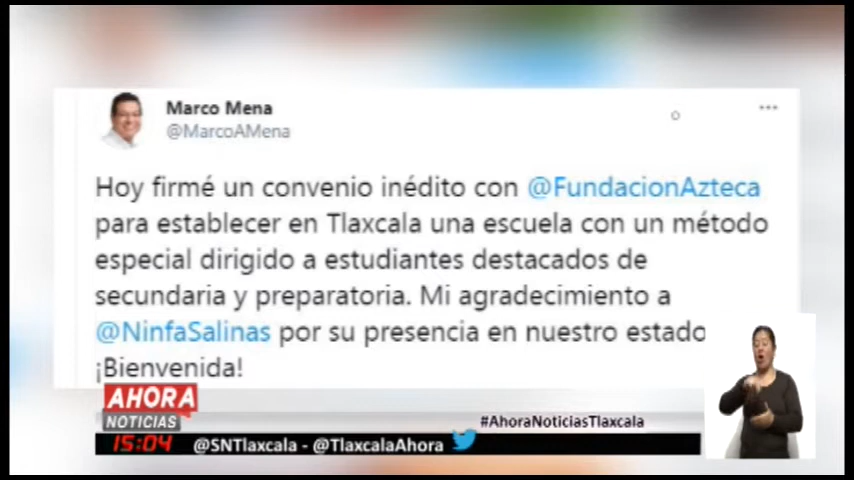 Marco Mena
@MarcoAMena
Hoy firmé un convenio inédito con @FundacionAzteca
para establecer en Tlaxcala una escuela con un método
especial dirigido a estudiantes destacados de
secundaria y preparatoria. Mi agradecimiento a
@NinfaSalinas por su presencia en nuestro estado
¡Bienvenida!
AHORA
NOTICIAS
#AhoraNoticiasTlaxcala
15:04
@SNTlaxcala - @TlaxcalaAhora